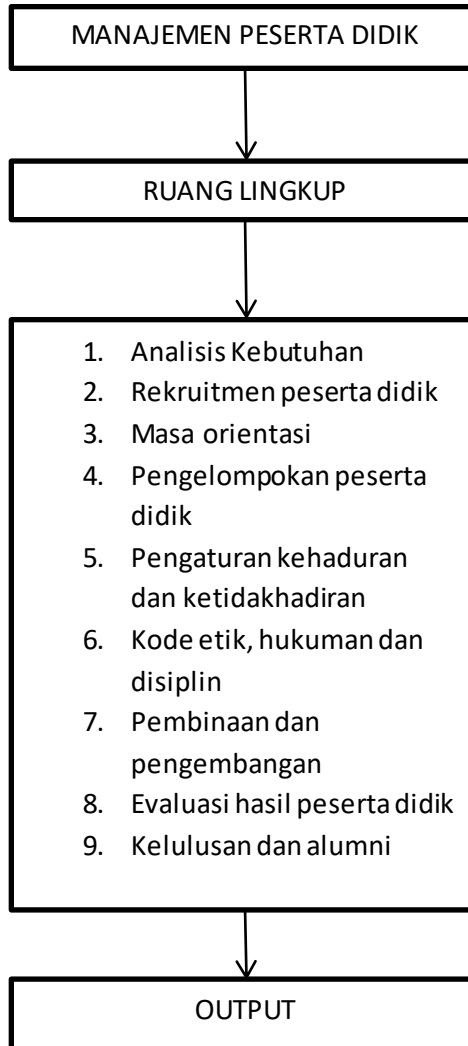 MANAJEMEN PESERTA DIDIK
RUANG LINGKUP
1. Analisis Kebutuhan
2. Rekruitmen peserta didik
3. Masa orientasi
4. Pengelompokan peserta
didik
5. Pengaturan kehaduran
dan ketidakhadiran
6. Kode etik, hukuman dan
disiplin
7. Pembinaan dan
pengembangan
8. Evaluasi hasil peserta didik
9. Kelulusan dan alumni
OUTPUT